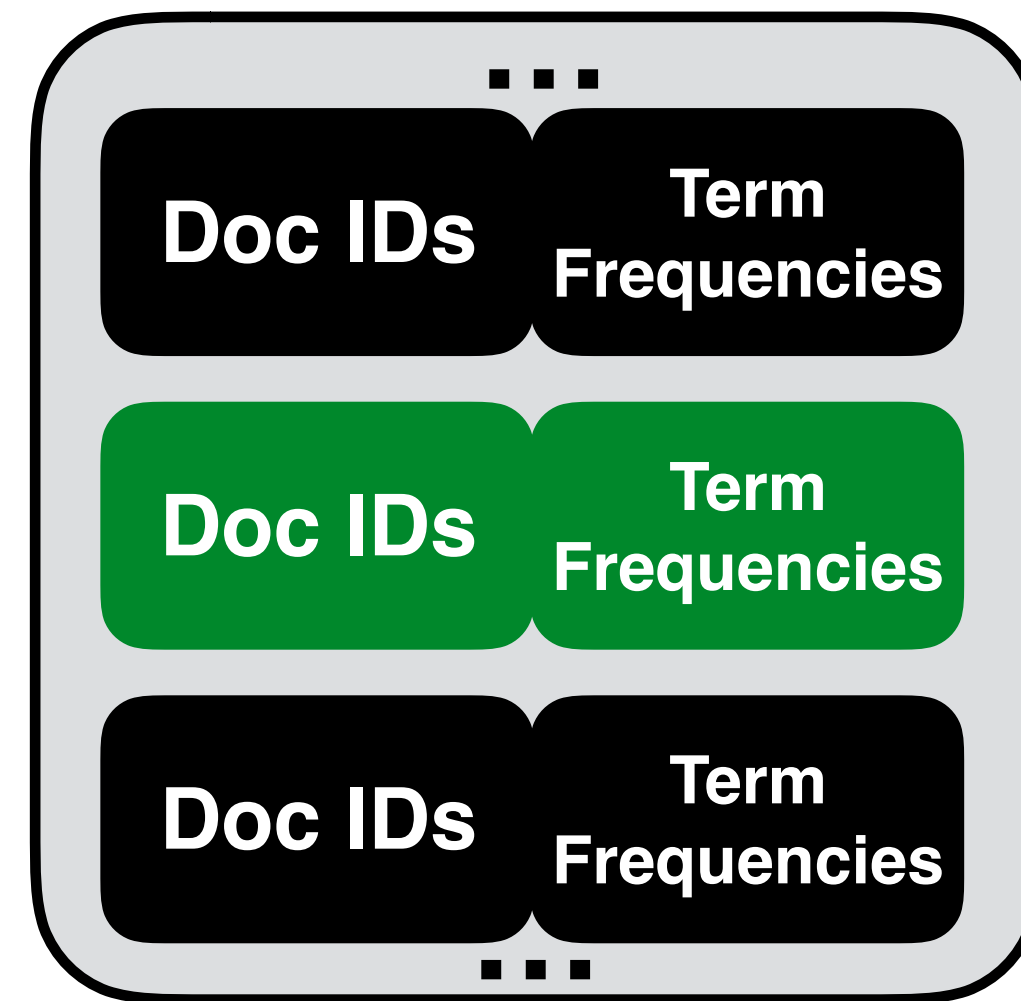 ...
Doc IDs
Term
Frequencies
Doc IDs
Term
Frequencies
Doc IDs
Term
Frequencies
...